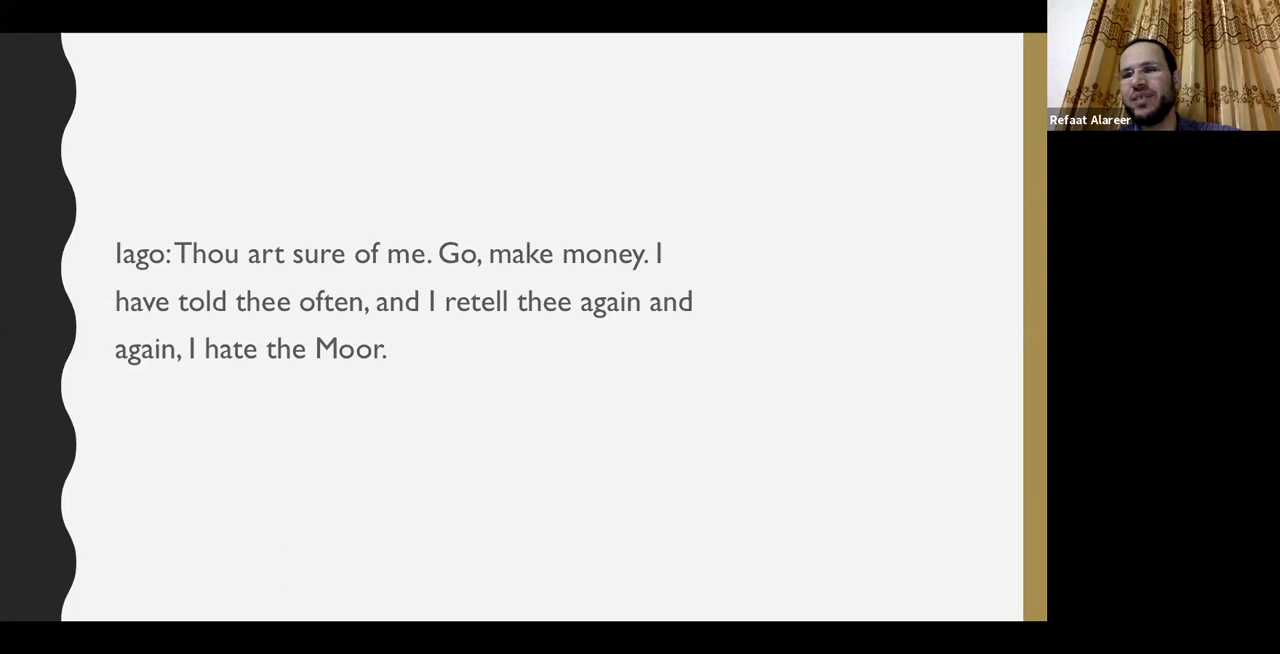 Refaat Alareer
Iago: Thou art sure of me. Go, make money. I
have told thee often, and I retell thee again and
again, I hate the Moor.